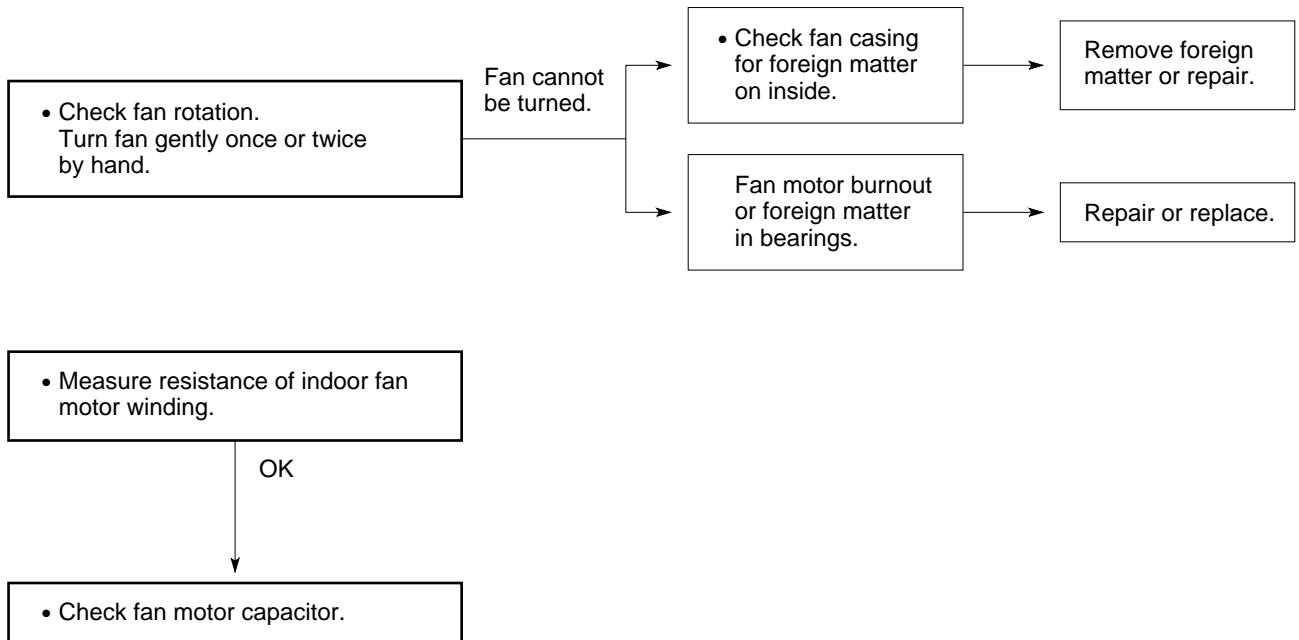 • Check fan rotation.
Turn fan gently once or twice
by hand.
Fan cannot
be turned.
• Check fan casing
for foreign matter
on inside.
Remove foreign
matter or repair.
Fan motor burnout
or foreign matter
in bearings.
Repair or replace.
• Measure resistance of indoor fan
motor winding.
OK
• Check fan motor capacitor.